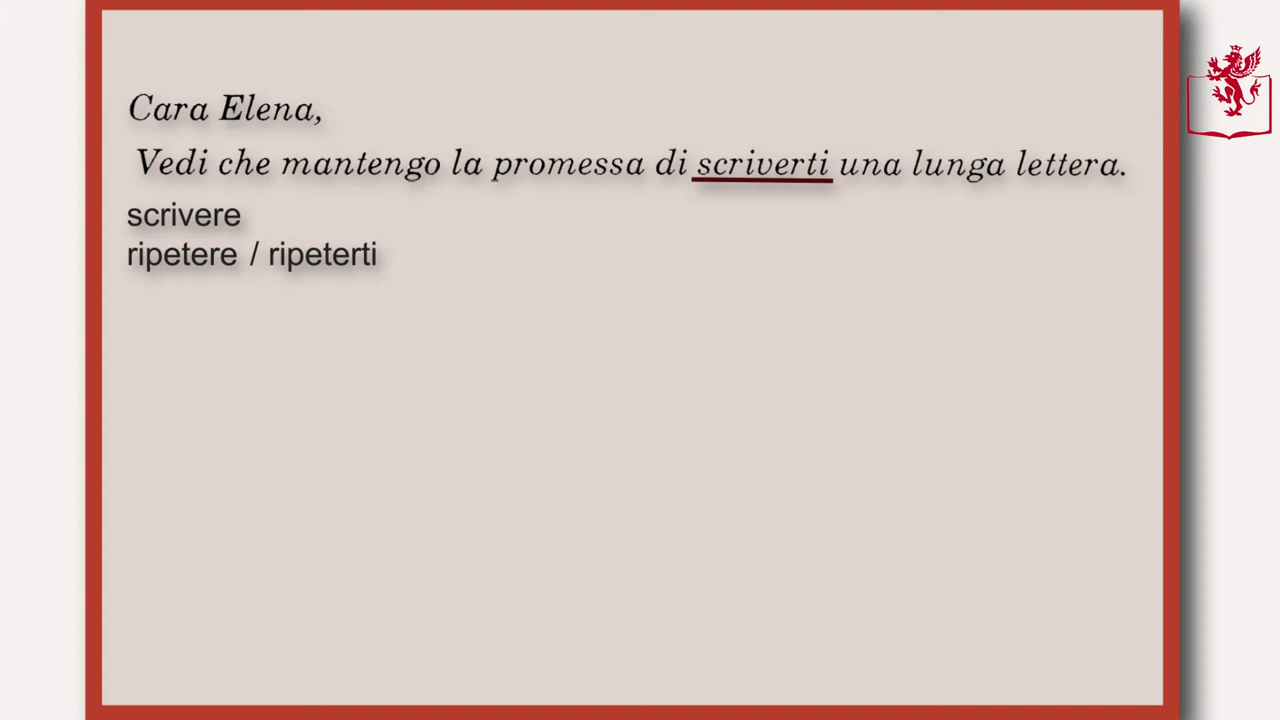 Cara Elena,
Vedi che mantengo la promessa di scriverti una lunga lettera.
scrivere
ripetere / ripeterti